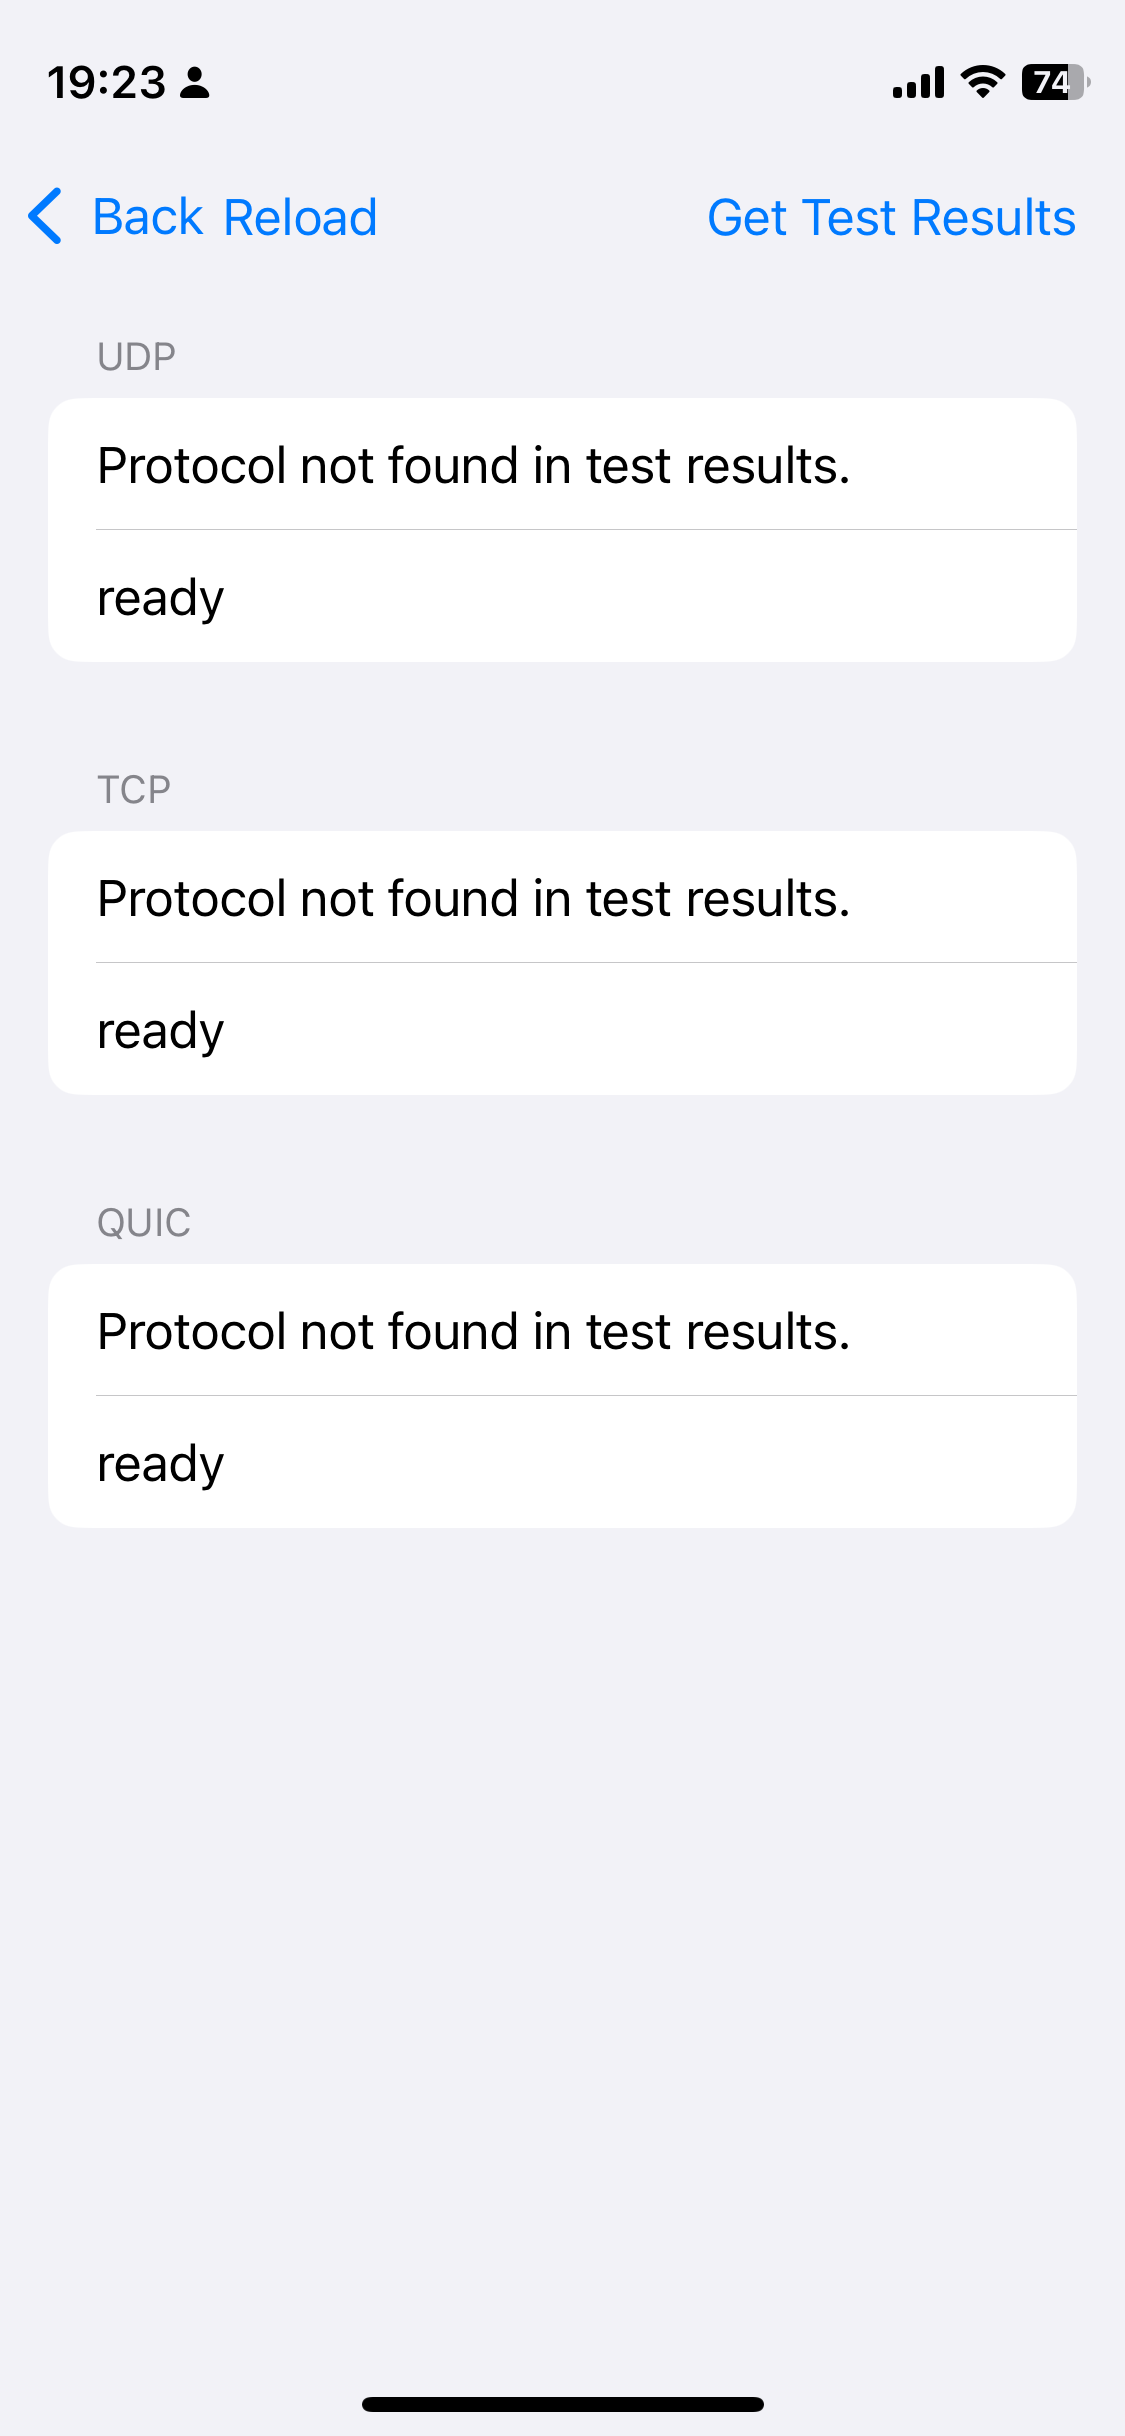 19:23
74
Back Reload Get Test Results
UDP
Protocol not found in test results.
ready
TCP
Protocol not found in test results.
ready
QUIC
Protocol not found in test results.
ready